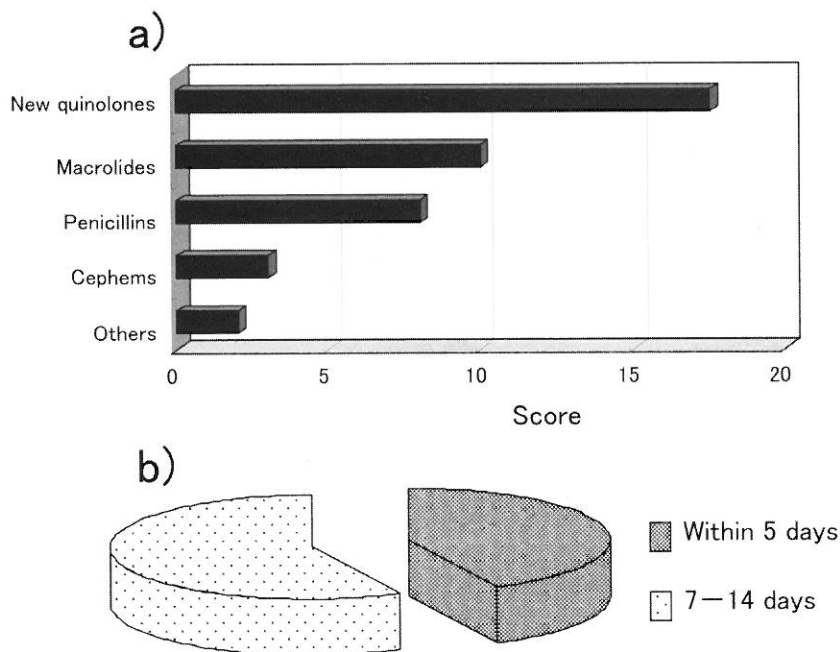 a)
New quinolones
Macrolides
Penicillins
Cephems
Others
0 5 10 15 20
Score
b)
Within 5 days
7－14 days